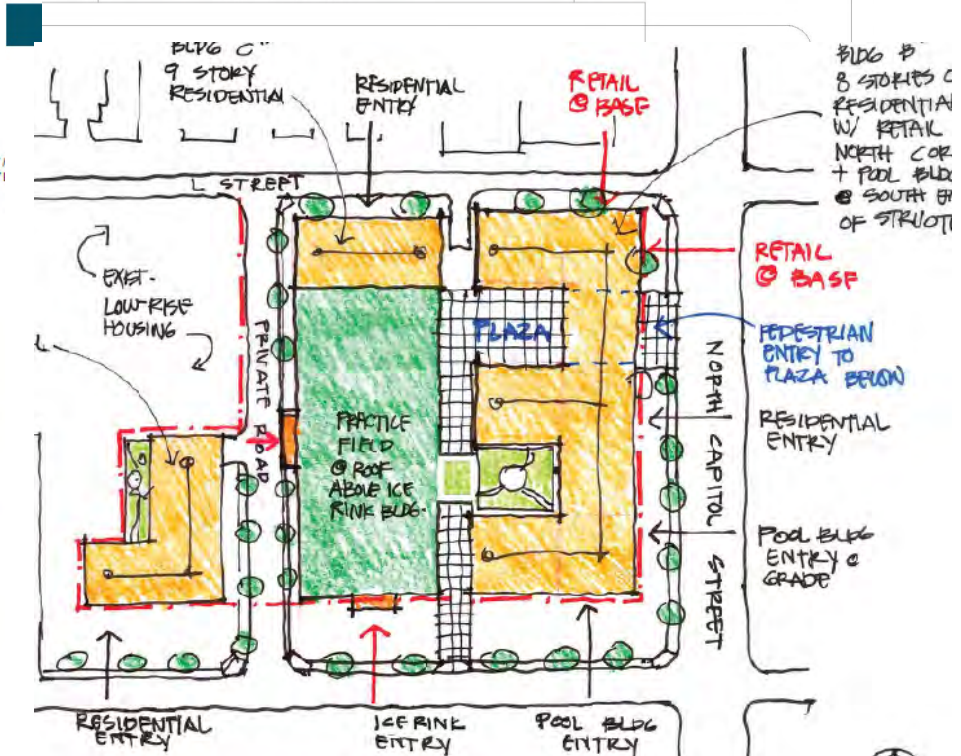 BLDG C
9 STORY
RESIDENTIAL
RESIDENTIAL
ENTRY
RETAIL
@ BASE
BLDG B
8 STORIES
RESIDENTIAL
W/ RETAIL
NORTH COR
+ POOL BLDG
@ SOUTH
OF STRUCT
L STREET
RETAIL
@ BASE
EXIST.
LOW-RISE
HOUSING
PRIVATE ROAD
PLAZA
PEDESTRIAN
ENTRY TO
PLAZA BELOW
NORTH CAPITOL STREET
RESIDENTIAL
ENTRY
PRACTICE
FIELD
@ ROOF
ABOVE ICE
RINK BLDG.
POOL BLDG
ENTRY @
GRADE
RESIDENTIAL
ENTRY
ICE RINK
ENTRY
POOL BLDG
ENTRY